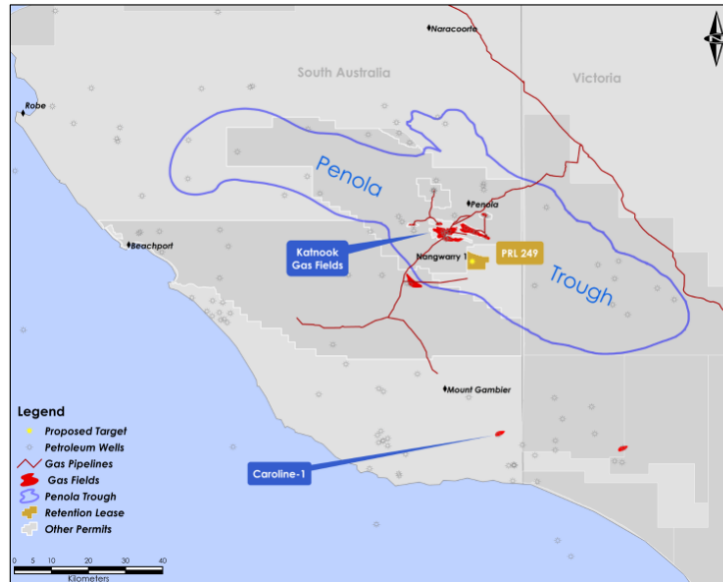 Naracoorte
South Australia
Victoria
Robe
Penola
Penola
Beachport
Katnook
Gas Fields
Nangwarry 1
PRL 249
Trough
Mount Gambier
Caroline-1
Legend
Proposed Target
Petroleum Wells
Gas Pipelines
Gas Fields
Penola Trough
Retention Lease
Other Permits
0 5 10 20 30 40
Kilometers